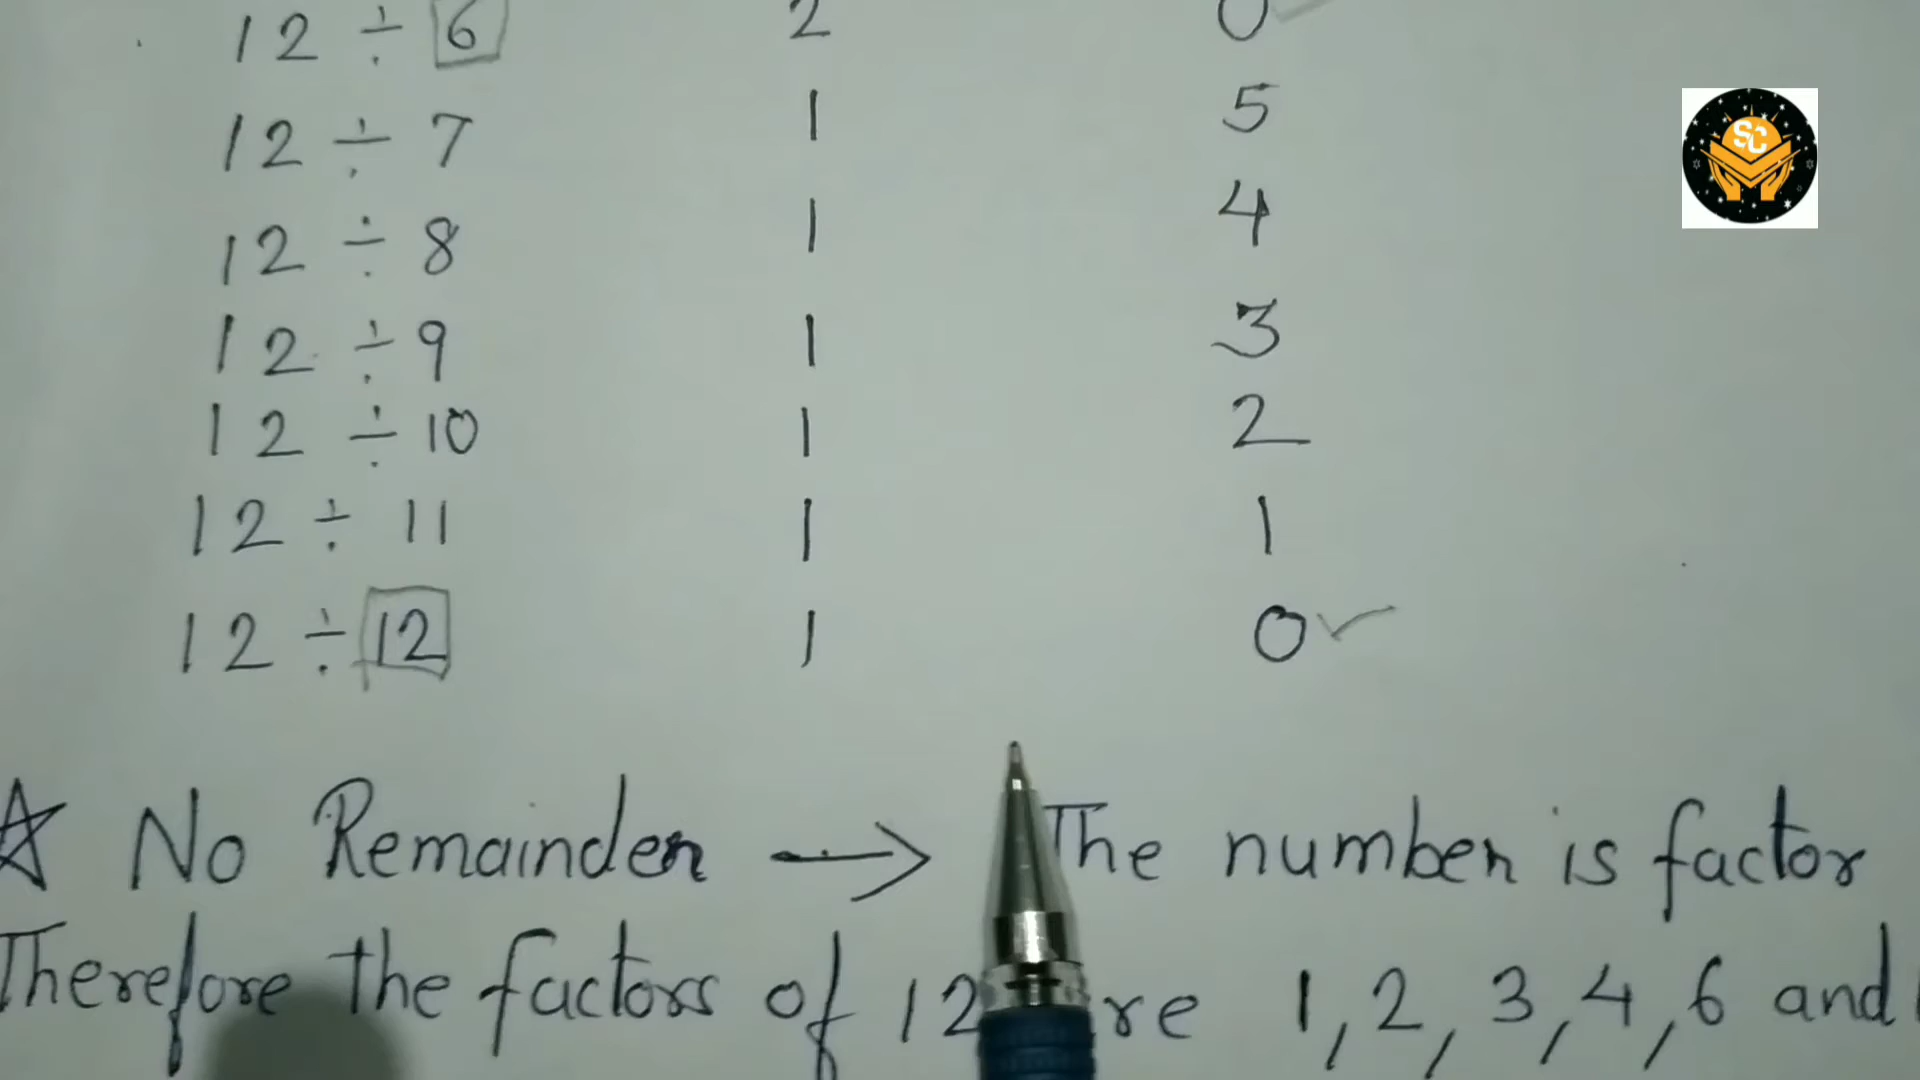 12 ÷ 6 2 0
12 ÷ 7 1 5
12 ÷ 8 1 4
12 ÷ 9 1 3
12 ÷ 10 1 2
12 ÷ 11 1 1
12 ÷ 12 1 0 ✓
☆ No Remainder → The number is factor
Therefore the factors of 12 are 1, 2, 3, 4, 6 and
SC